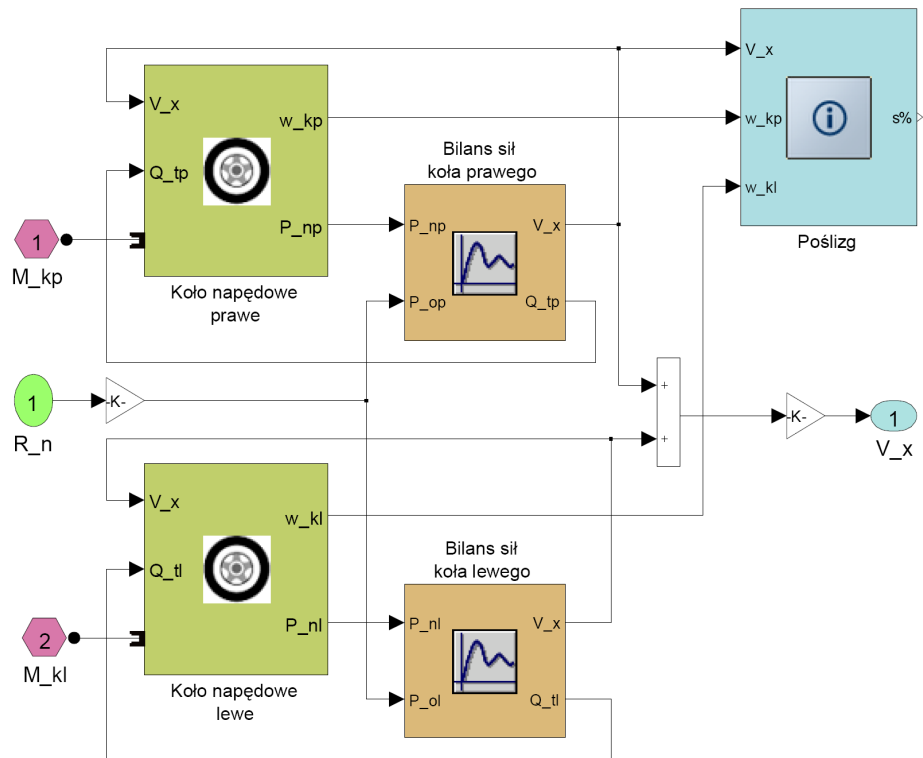 V_x
w_kp
w_kl
s%
Poślizg
V_x
Q_tp
w_kp
P_np
Koło napędowe
prawe
1
M_kp
Bilans sił
koła prawego
P_np
P_op
V_x
Q_tp
1
R_n
-K-
+
+
-K-
1
V_x
V_x
Q_tl
w_kl
P_nl
Koło napędowe
lewe
2
M_kl
Bilans sił
koła lewego
P_nl
P_ol
V_x
Q_tl